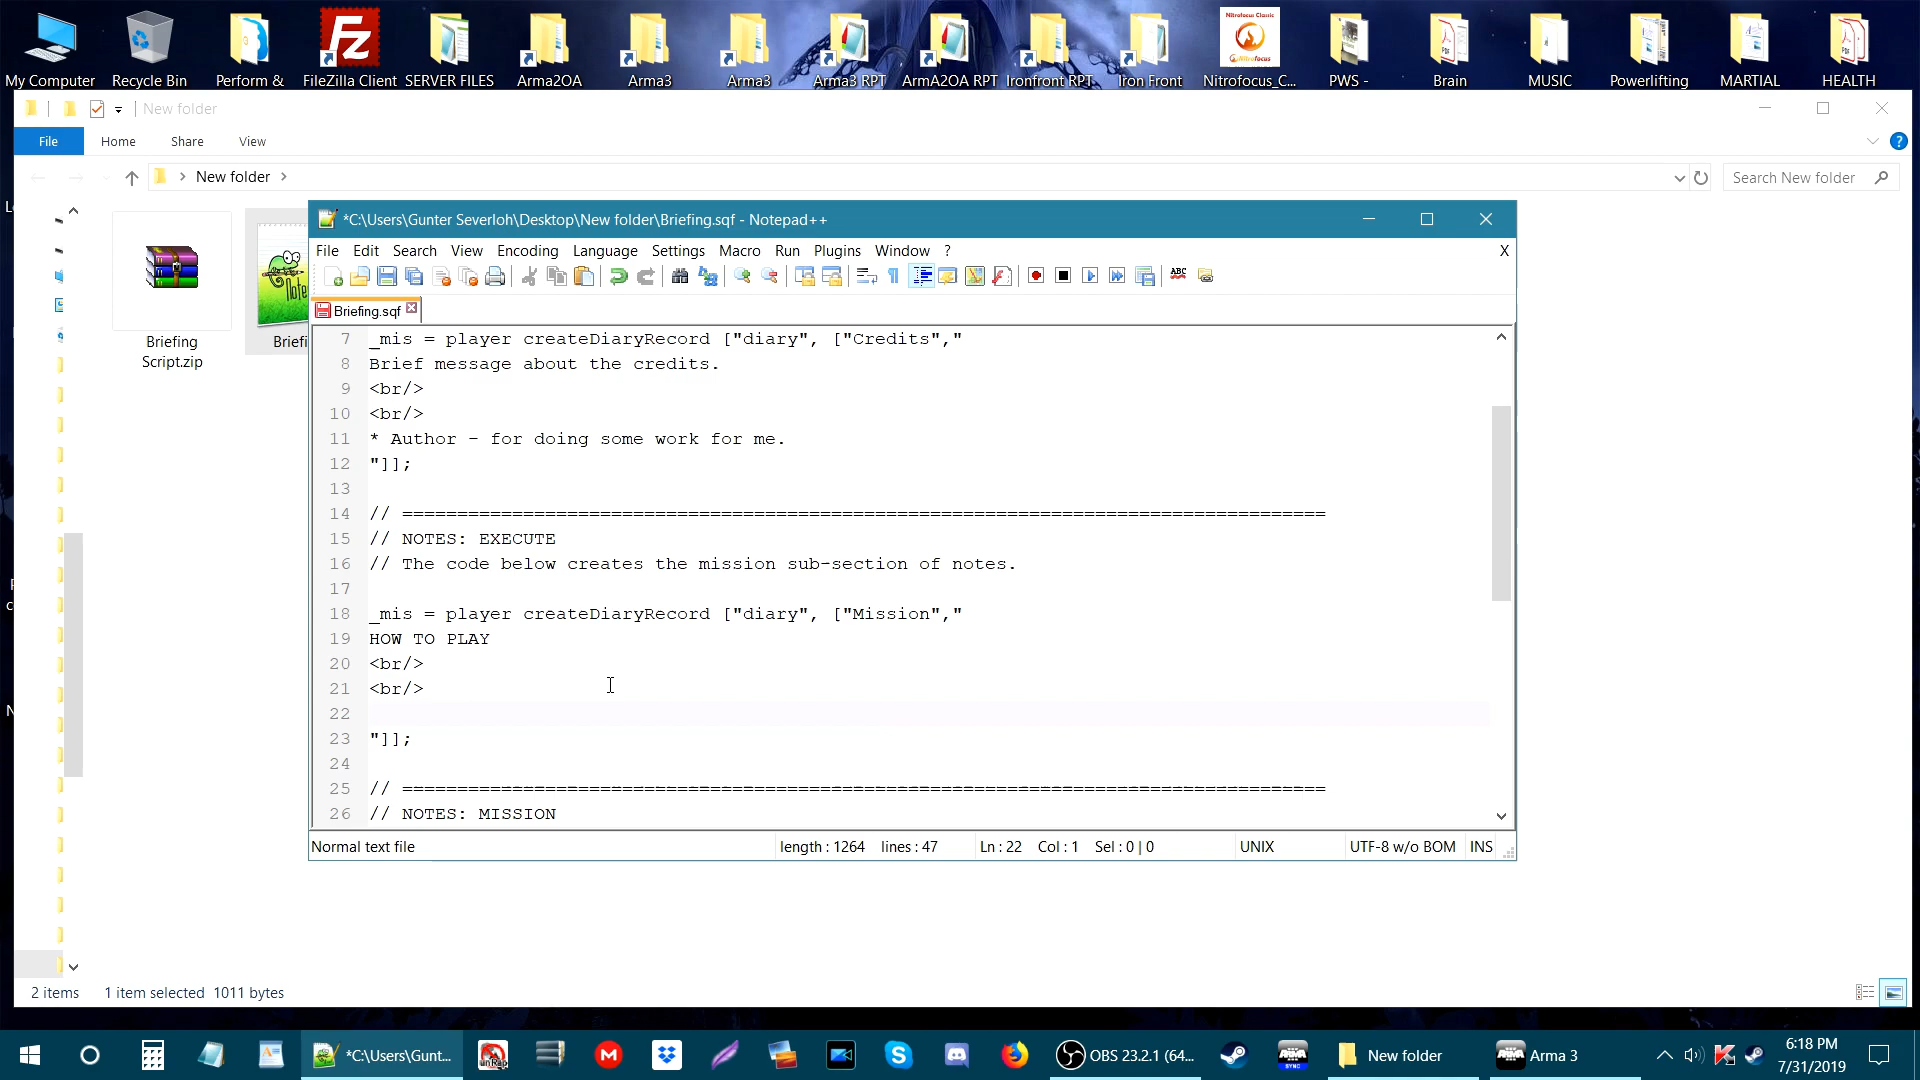 My Computer
Recycle Bin
Perform &
FileZilla Client
SERVER FILES
Arma2OA
Arma3
Arma3
Arma3 RPT
ArmA2OA RPT
Ironfront RPT
Iron Front
Nitrofocus Classic
Nitrofocus_C...
PWS -
Brain
MUSIC
Powerlifting
MARTIAL
HEALTH
New folder
File Home Share View
New folder
Search New folder
Briefing
Script.zip
Briefi
*C:\Users\Gunter Severloh\Desktop\New folder\Briefing.sqf - Notepad++
File Edit Search View Encoding Language Settings Macro Run Plugins Window ? X
Briefing.sqf
7 _mis = player createDiaryRecord ["diary", ["Credits","
8 Brief message about the credits.
9 <br/>
10 <br/>
11 * Author - for doing some work for me.
12 "]];
13
14 // ====================================================================================
15 // NOTES: EXECUTE
16 // The code below creates the mission sub-section of notes.
17
18 _mis = player createDiaryRecord ["diary", ["Mission","
19 HOW TO PLAY
20 <br/>
21 <br/>
22
23 "]];
24
25 // ====================================================================================
26 // NOTES: MISSION
Normal text file length : 1264 lines : 47 Ln : 22 Col : 1 Sel : 0 | 0 UNIX UTF-8 w/o BOM INS
2 items 1 item selected 1011 bytes
*C:\Users\Gunt...
OBS 23.2.1 (64...
New folder
Arma 3
6:18 PM
7/31/2019